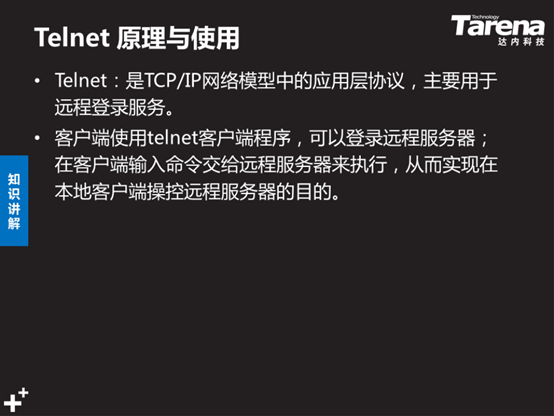 Telnet 原理与使用
Technology
Tarena
达内科技
• Telnet：是TCP/IP网络模型中的应用层协议，主要用于
远程登录服务。
• 客户端使用telnet客户端程序，可以登录远程服务器；
在客户端输入命令交给远程服务器来执行，从而实现在
本地客户端操控远程服务器的目的。
知识讲解